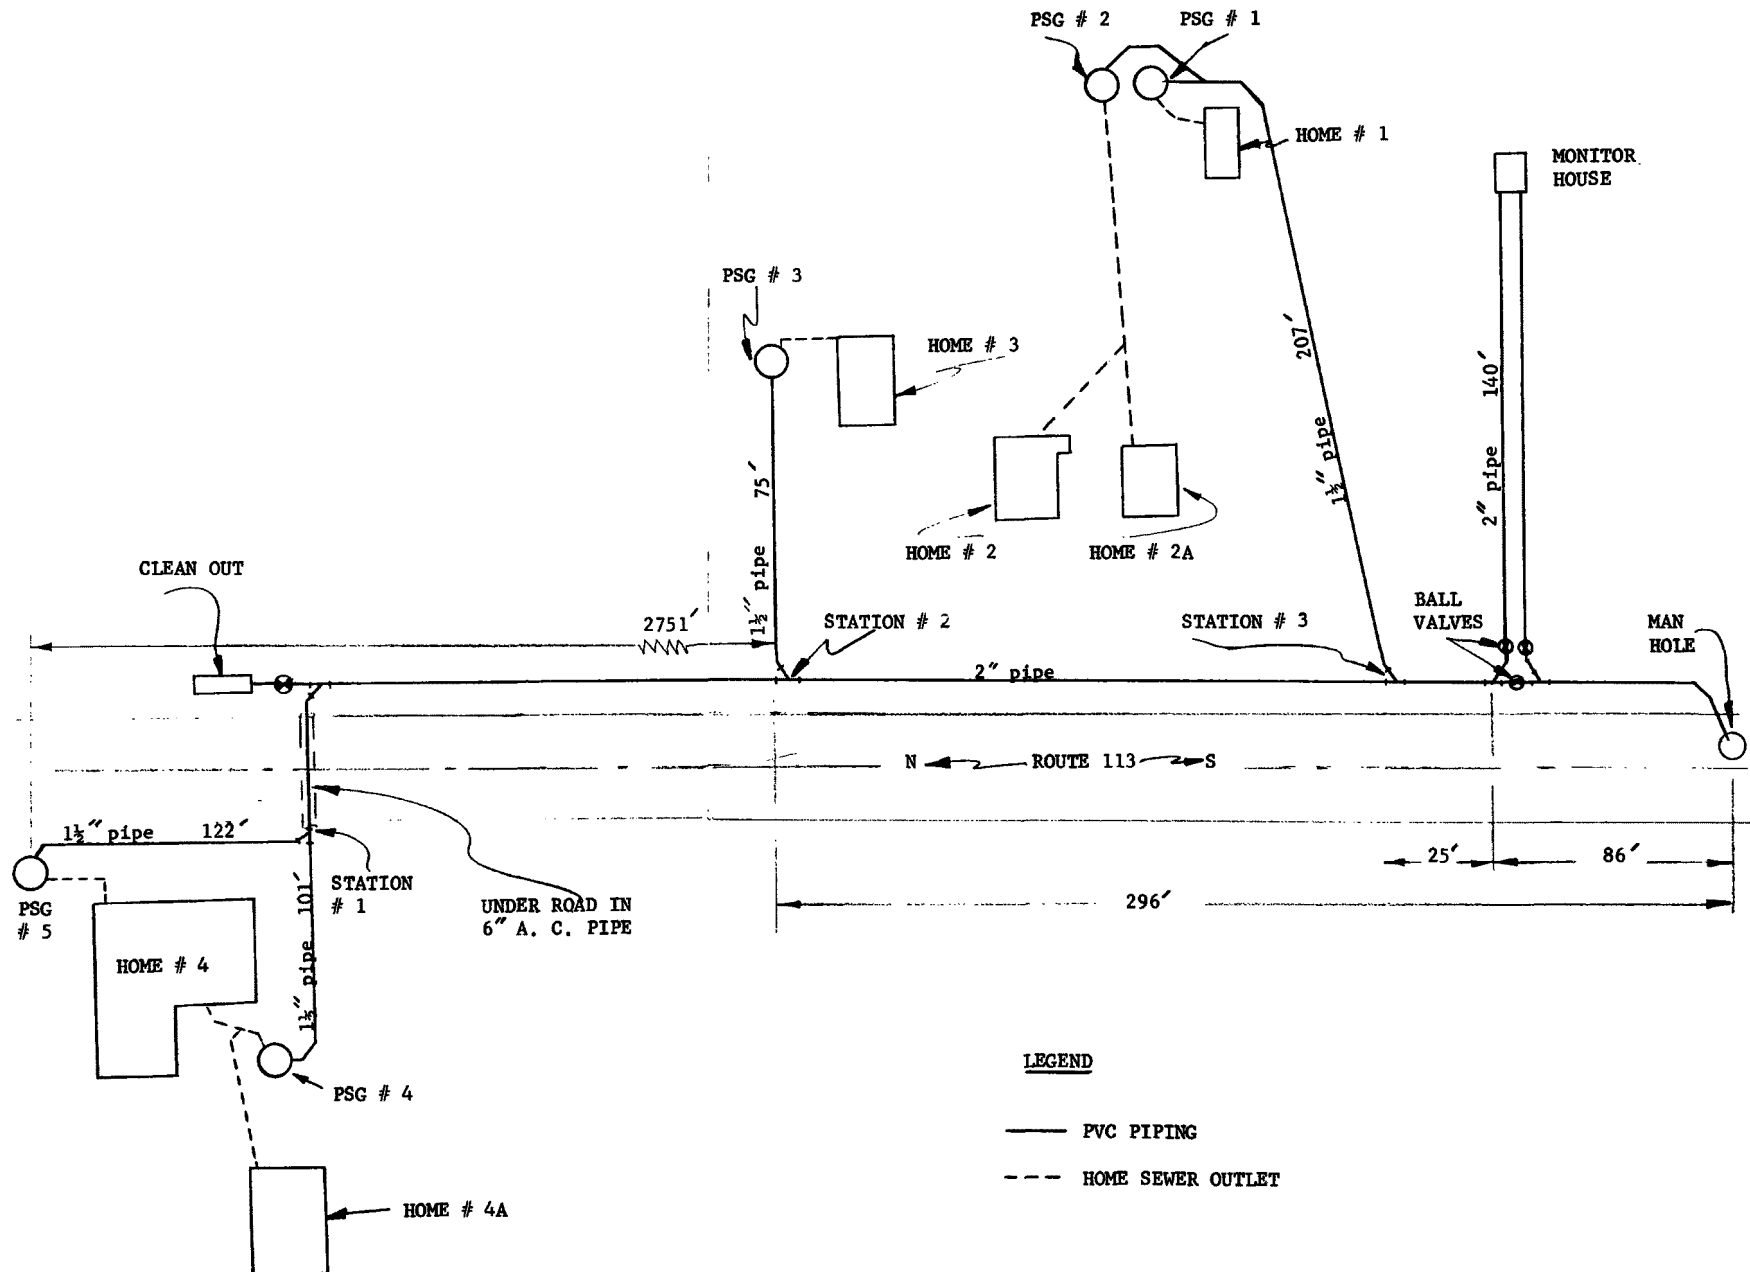 PSG # 2
PSG # 1
HOME # 1
MONITOR
HOUSE
PSG # 3
HOME # 3
207′
1½″ pipe
2″ pipe 140′
1½″ pipe 75′
HOME # 2
HOME # 2A
CLEAN OUT
2751′
STATION # 2
STATION # 3
BALL
VALVES
MAN
HOLE
2″ pipe
N
ROUTE 113
S
1½″ pipe 122′
25′
86′
296′
STATION
# 1
1½″ pipe 101′
UNDER ROAD IN
6″ A. C. PIPE
PSG
# 5
HOME # 4
PSG # 4
HOME # 4A
LEGEND
PVC PIPING
HOME SEWER OUTLET